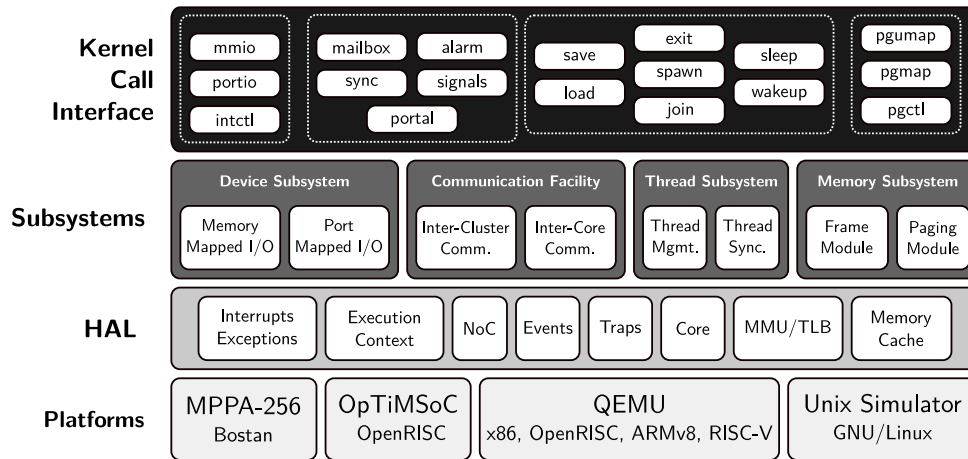 Kernel
Call
Interface
mmio
portio
intctl
mailbox
alarm
sync
signals
portal
save
load
exit
spawn
join
sleep
wakeup
pgumap
pgmap
pgctl
Subsystems
Device Subsystem
Memory
Mapped I/O
Port
Mapped I/O
Communication Facility
Inter-Cluster
Comm.
Inter-Core
Comm.
Thread Subsystem
Thread
Mgmt.
Thread
Sync.
Memory Subsystem
Frame
Module
Paging
Module
HAL
Interrupts
Exceptions
Execution
Context
NoC
Events
Traps
Core
MMU/TLB
Memory
Cache
Platforms
MPPA-256
Bostan
OpTiMSoC
OpenRISC
QEMU
x86, OpenRISC, ARMv8, RISC-V
Unix Simulator
GNU/Linux